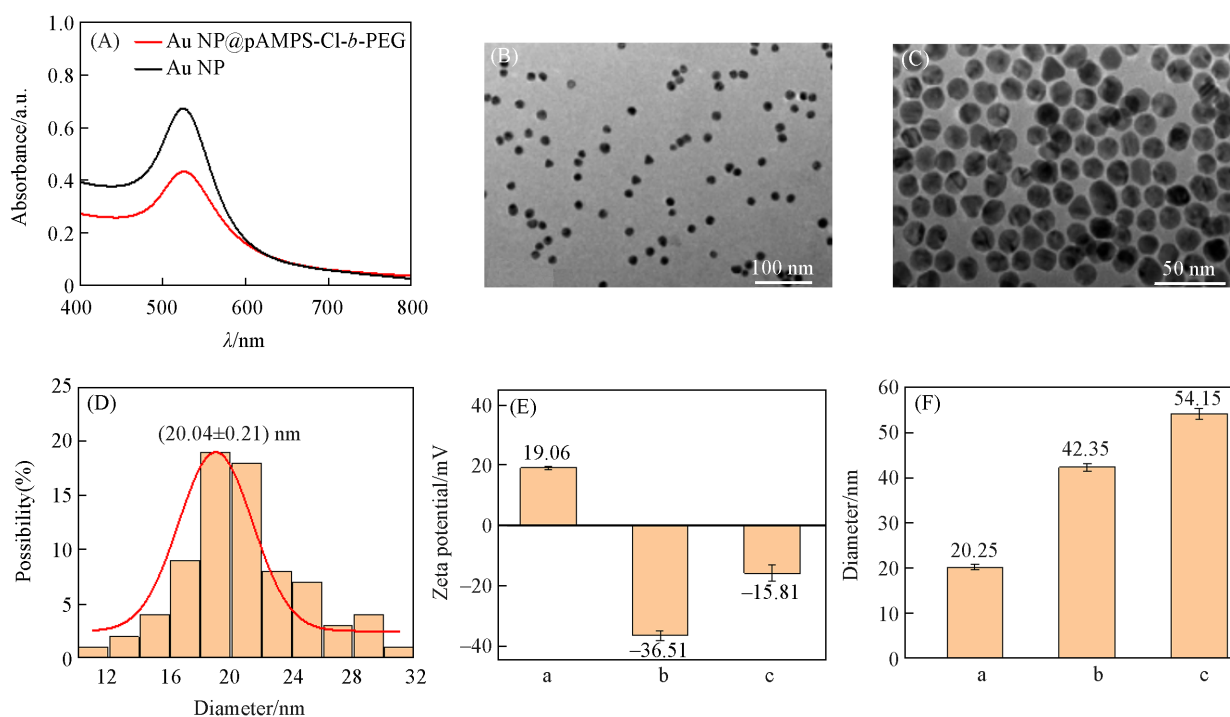 (A)
Au NP@pAMPS-Cl-b-PEG
Au NP
1.0
0.8
0.6
0.4
0.2
0
400 500 600 700 800
Absorbance/a.u.
λ/nm
(B)
100 nm
(C)
50 nm
(D)
(20.04±0.21) nm
25
20
15
10
5
0
12 16 20 24 28 32
Possibility(%)
Diameter/nm
(E)
40
20
0
−20
−40
19.06
−36.51
−15.81
a b c
Zeta potential/mV
(F)
60
50
40
30
20
10
0
20.25
42.35
54.15
a b c
Diameter/nm